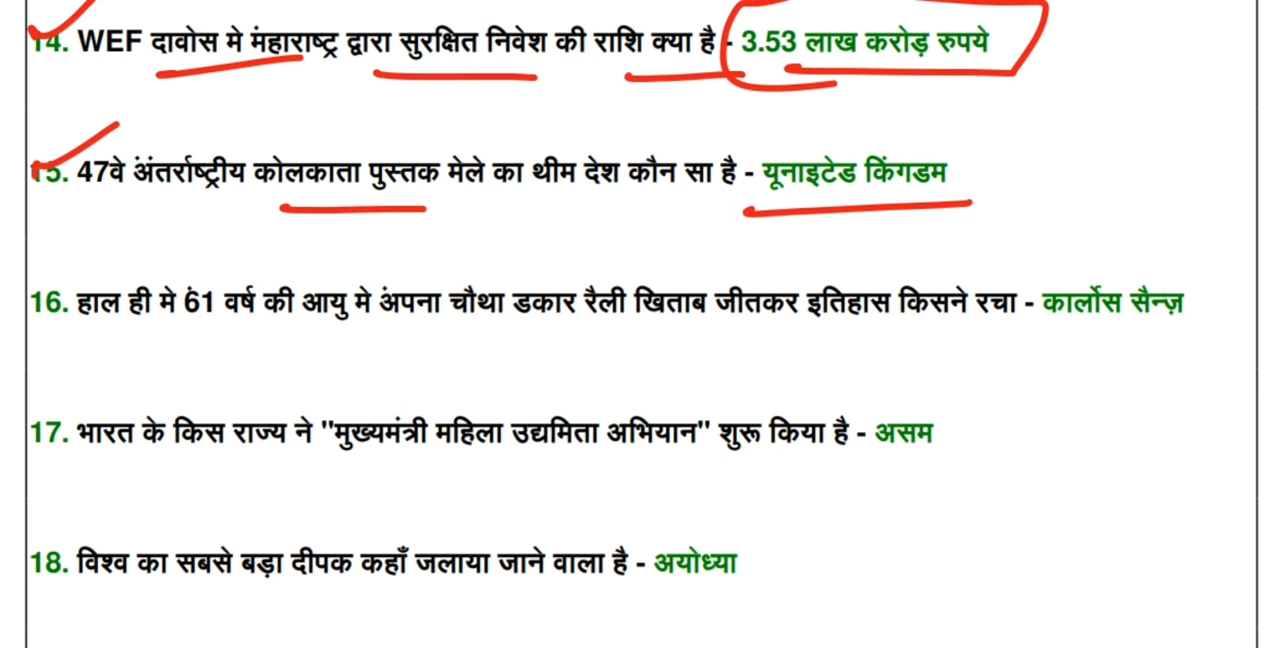 14. WEF दावोस मे मंहाराष्ट्र द्वारा सुरक्षित निवेश की राशि क्या है - 3.53 लाख करोड़ रुपये
15. 47वे अंंतर्राष्ट्रीय कोलकाता पुस्तक मेले का थीम देश कौन सा है - यूनाइटेड किंगडम
16. हाल ही मे 61 वर्ष की आयु मे अंपना चौथा डकार रैली खिताब जीतकर इतिहास किसने रचा - कार्लोस सैन्ज़
17. भारत के किस राज्य ने "मुख्यमंत्री महिला उद्यमिता अभियान" शुरू किया है - असम
18. विश्व का सबसे बड़ा दीपक कहाँ जलाया जाने वाला है - अयोध्या